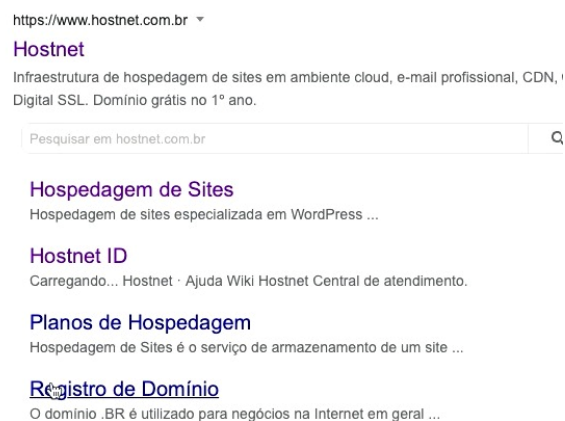 https://www.hostnet.com.br
Hostnet
Infraestrutura de hospedagem de sites em ambiente cloud, e-mail profissional, CDN,
Digital SSL. Domínio grátis no 1º ano.
Pesquisar em hostnet.com.br
Hospedagem de Sites
Hospedagem de sites especializada em WordPress ...
Hostnet ID
Carregando... Hostnet · Ajuda Wiki Hostnet Central de atendimento.
Planos de Hospedagem
Hospedagem de Sites é o serviço de armazenamento de um site ...
Registro de Domínio
O domínio .BR é utilizado para negócios na Internet em geral ...